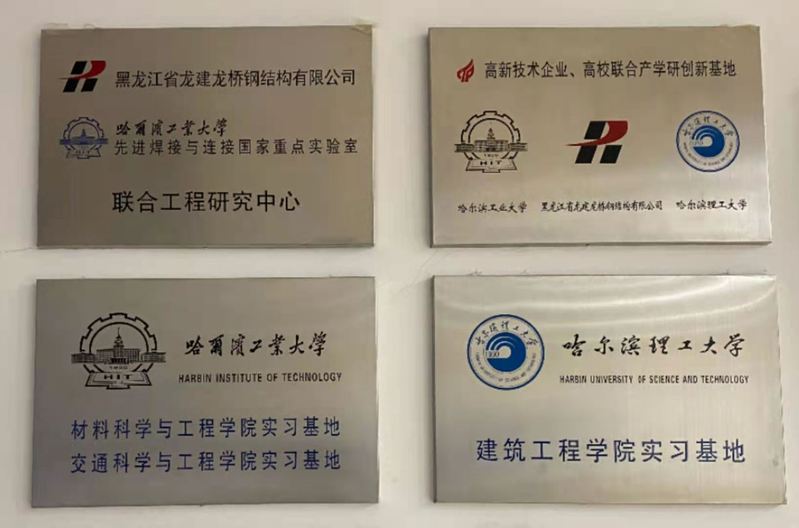 黑龙江省龙建龙桥钢结构有限公司
哈爾濱工業大学
先进焊接与连接国家重点实验室
HIT
联合工程研究中心
高新技术企业、高校联合产学研创新基地
1920
HIT
哈尔滨工业大学
黑龙江省龙建龙桥钢结构有限公司
哈尔滨理工大学
哈爾濱工業大学
HARBIN INSTITUTE OF TECHNOLOGY
1920
HIT
材料科学与工程学院实习基地
交通科学与工程学院实习基地
哈尔滨理工大学
HARBIN UNIVERSITY OF SCIENCE AND TECHNOLOGY
建筑工程学院实习基地